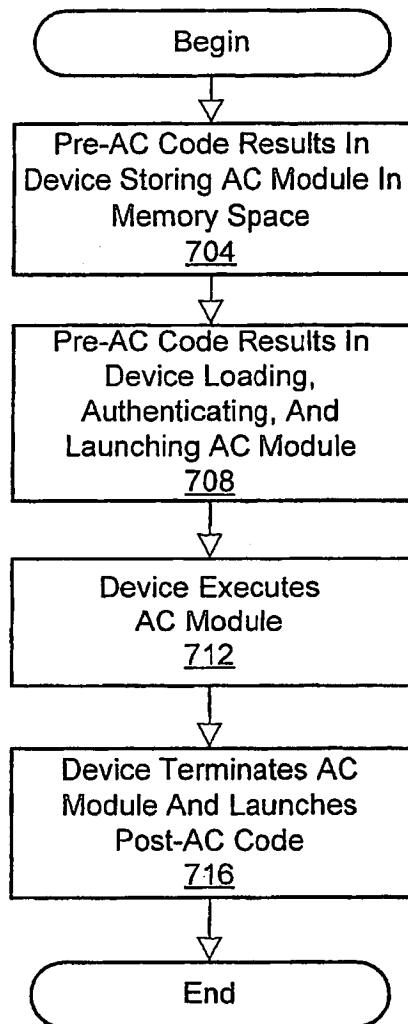 Begin
Pre-AC Code Results In
Device Storing AC Module In
Memory Space
704
Pre-AC Code Results In
Device Loading,
Authenticating, And
Launching AC Module
708
Device Executes
AC Module
712
Device Terminates AC
Module And Launches
Post-AC Code
716
End